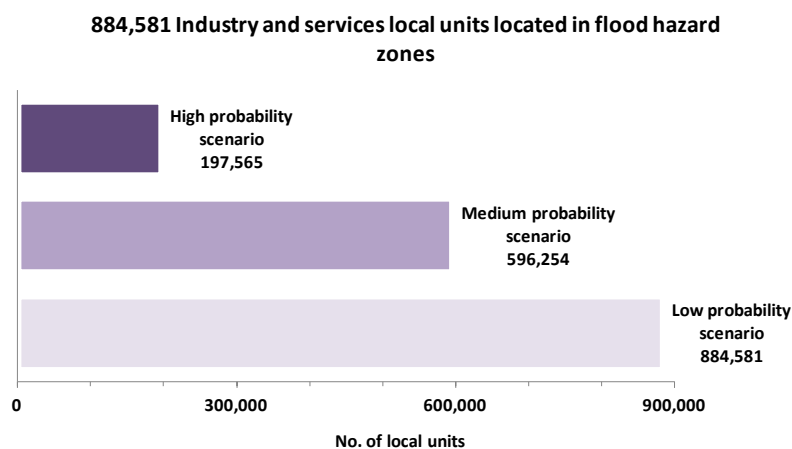 884,581 Industry and services local units located in flood hazard
zones
High probability
scenario
197,565
Medium probability
scenario
596,254
Low probability
scenario
884,581
0 300,000 600,000 900,000
No. of local units